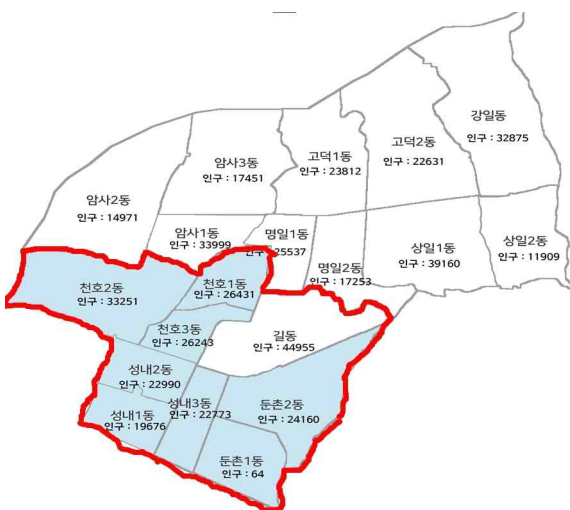 강일동
인구 : 32875
고덕2동
인구 : 22631
고덕1동
인구 : 23812
암사3동
인구 : 17451
암사2동
인구 : 14971
암사1동
인구 : 33999
명일1동
인구 : 25537
명일2동
인구 : 17253
상일1동
인구 : 39160
상일2동
인구 : 11909
천호2동
인구 : 33251
천호1동
인구 : 26431
천호3동
인구 : 26243
길동
인구 : 44955
성내2동
인구 : 22990
성내1동
인구 : 19676
성내3동
인구 : 22773
둔촌2동
인구 : 24160
둔촌1동
인구 : 64